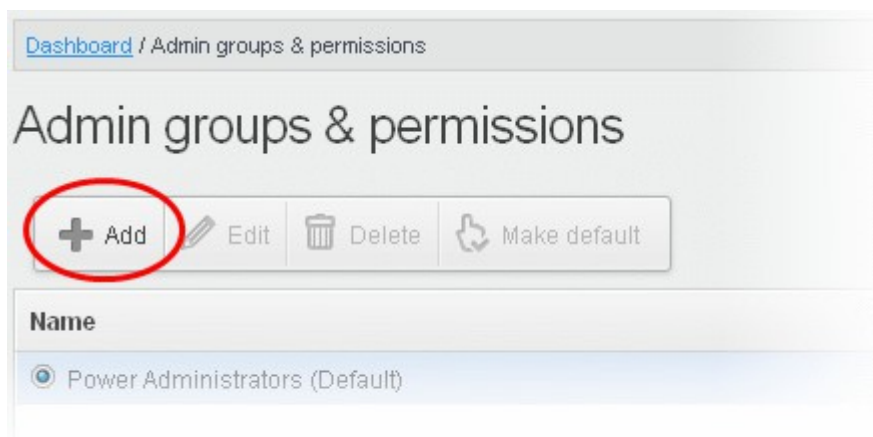 Dashboard / Admin groups & permissions
Admin groups & permissions
Add Edit Delete Make default
Name
Power Administrators (Default)